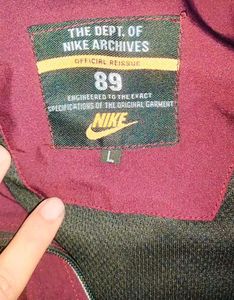 THE DEPT. OF
NIKE ARCHIVES
OFFICIAL REISSUE
89
ENGINEERED TO THE EXACT
SPECIFICATIONS OF THE ORIGINAL GARMENT
NIKE
L